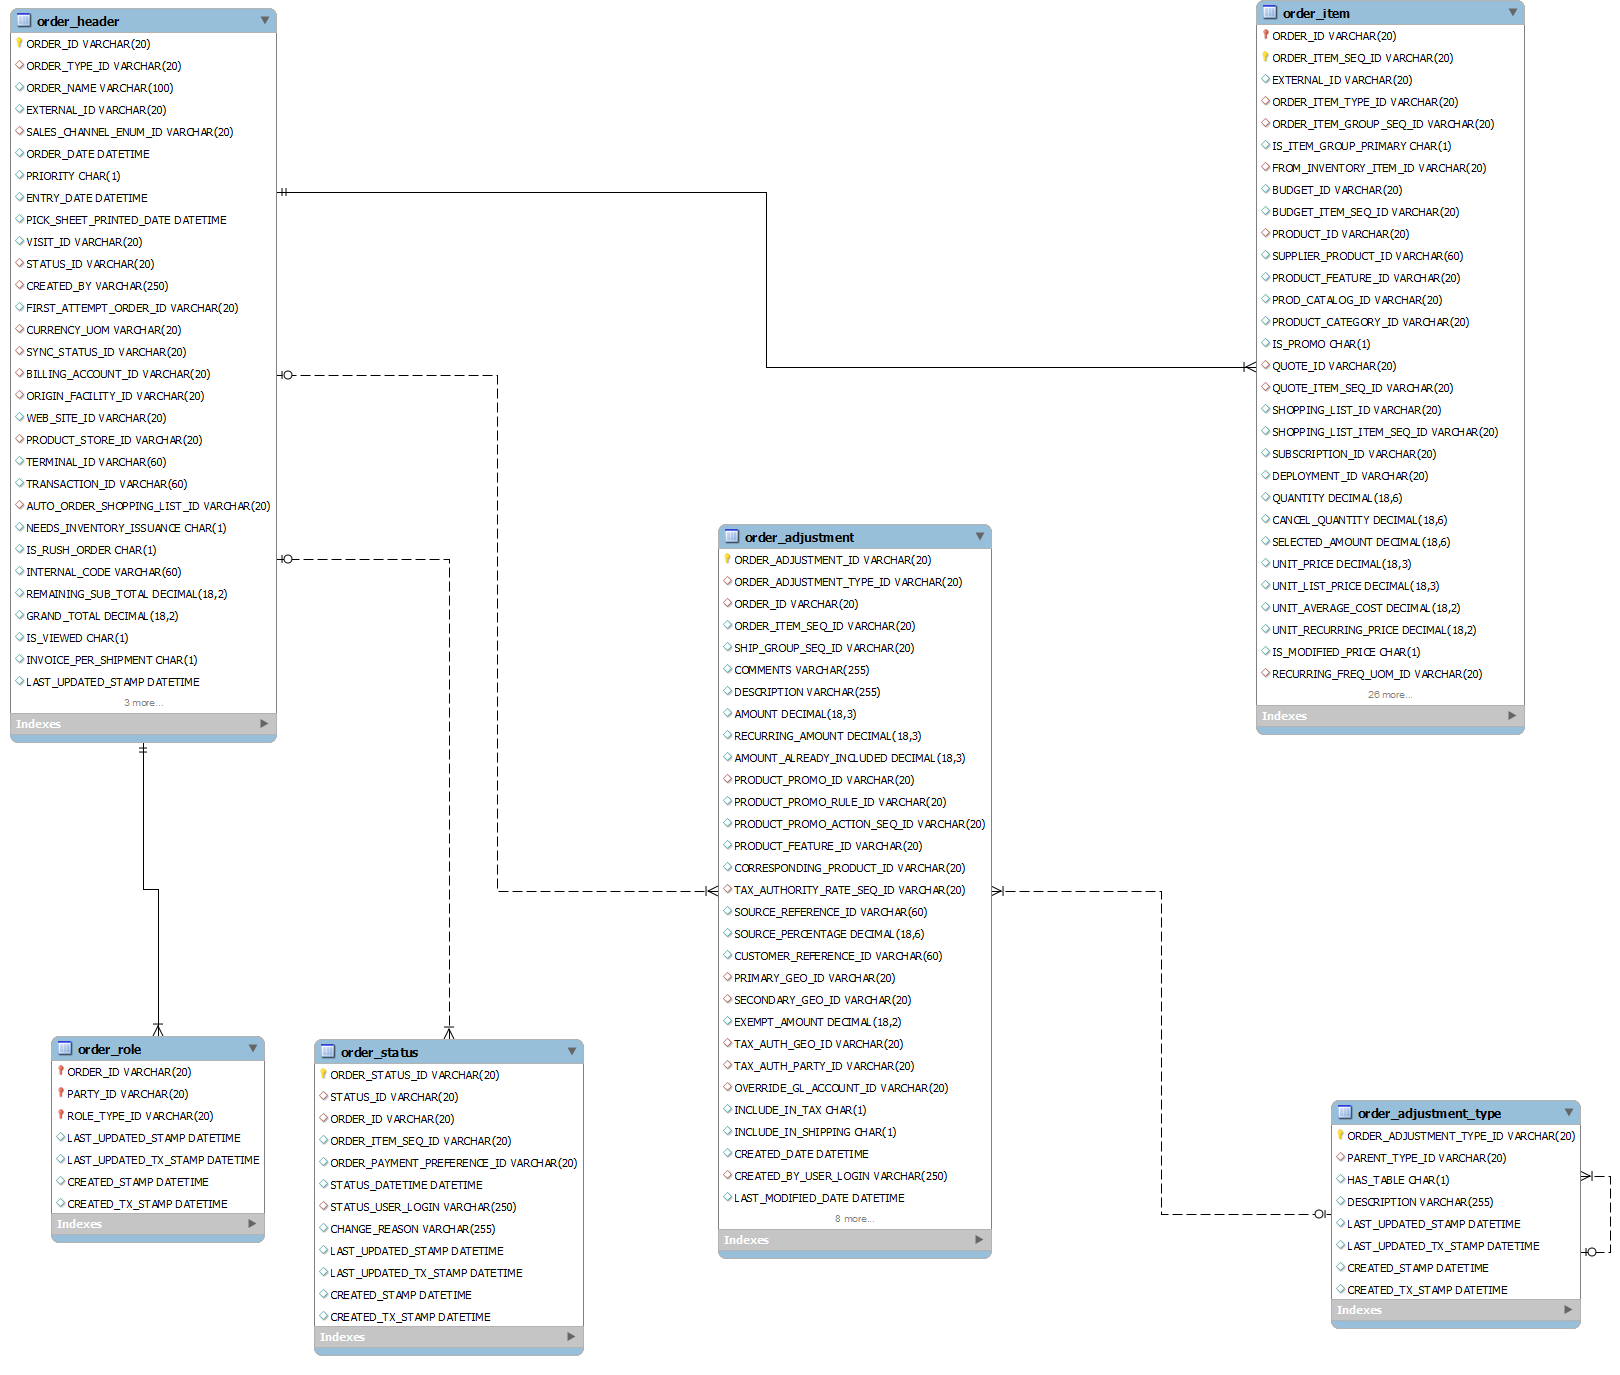 order_header
ORDER_ID VARCHAR(20)
ORDER_TYPE_ID VARCHAR(20)
ORDER_NAME VARCHAR(100)
EXTERNAL_ID VARCHAR(20)
SALES_CHANNEL_ENUM_ID VARCHAR(20)
ORDER_DATE DATETIME
PRIORITY CHAR(1)
ENTRY_DATE DATETIME
PICK_SHEET_PRINTED_DATE DATETIME
VISIT_ID VARCHAR(20)
STATUS_ID VARCHAR(20)
CREATED_BY VARCHAR(250)
FIRST_ATTEMPT_ORDER_ID VARCHAR(20)
CURRENCY_UOM VARCHAR(20)
SYNC_STATUS_ID VARCHAR(20)
BILLING_ACCOUNT_ID VARCHAR(20)
ORIGIN_FACILITY_ID VARCHAR(20)
WEB_SITE_ID VARCHAR(20)
PRODUCT_STORE_ID VARCHAR(20)
TERMINAL_ID VARCHAR(60)
TRANSACTION_ID VARCHAR(60)
AUTO_ORDER_SHOPPING_LIST_ID VARCHAR(20)
NEEDS_INVENTORY_ISSUANCE CHAR(1)
IS_RUSH_ORDER CHAR(1)
INTERNAL_CODE VARCHAR(60)
REMAINING_SUB_TOTAL DECIMAL(18,2)
GRAND_TOTAL DECIMAL(18,2)
IS_VIEWED CHAR(1)
INVOICE_PER_SHIPMENT CHAR(1)
LAST_UPDATED_STAMP DATETIME
3 more...
Indexes
order_item
ORDER_ID VARCHAR(20)
ORDER_ITEM_SEQ_ID VARCHAR(20)
EXTERNAL_ID VARCHAR(20)
ORDER_ITEM_TYPE_ID VARCHAR(20)
ORDER_ITEM_GROUP_SEQ_ID VARCHAR(20)
IS_ITEM_GROUP_PRIMARY CHAR(1)
FROM_INVENTORY_ITEM_ID VARCHAR(20)
BUDGET_ID VARCHAR(20)
BUDGET_ITEM_SEQ_ID VARCHAR(20)
PRODUCT_ID VARCHAR(20)
SUPPLIER_PRODUCT_ID VARCHAR(60)
PRODUCT_FEATURE_ID VARCHAR(20)
PROD_CATALOG_ID VARCHAR(20)
PRODUCT_CATEGORY_ID VARCHAR(20)
IS_PROMO CHAR(1)
QUOTE_ID VARCHAR(20)
QUOTE_ITEM_SEQ_ID VARCHAR(20)
SHOPPING_LIST_ID VARCHAR(20)
SHOPPING_LIST_ITEM_SEQ_ID VARCHAR(20)
SUBSCRIPTION_ID VARCHAR(20)
DEPLOYMENT_ID VARCHAR(20)
QUANTITY DECIMAL(18,6)
CANCEL_QUANTITY DECIMAL(18,6)
SELECTED_AMOUNT DECIMAL(18,6)
UNIT_PRICE DECIMAL(18,3)
UNIT_LIST_PRICE DECIMAL(18,3)
UNIT_AVERAGE_COST DECIMAL(18,2)
UNIT_RECURRING_PRICE DECIMAL(18,2)
IS_MODIFIED_PRICE CHAR(1)
RECURRING_FREQ_UOM_ID VARCHAR(20)
26 more...
Indexes
order_adjustment
ORDER_ADJUSTMENT_ID VARCHAR(20)
ORDER_ADJUSTMENT_TYPE_ID VARCHAR(20)
ORDER_ID VARCHAR(20)
ORDER_ITEM_SEQ_ID VARCHAR(20)
SHIP_GROUP_SEQ_ID VARCHAR(20)
COMMENTS VARCHAR(255)
DESCRIPTION VARCHAR(255)
AMOUNT DECIMAL(18,3)
RECURRING_AMOUNT DECIMAL(18,3)
AMOUNT_ALREADY_INCLUDED DECIMAL(18,3)
PRODUCT_PROMO_ID VARCHAR(20)
PRODUCT_PROMO_RULE_ID VARCHAR(20)
PRODUCT_PROMO_ACTION_SEQ_ID VARCHAR(20)
PRODUCT_FEATURE_ID VARCHAR(20)
CORRESPONDING_PRODUCT_ID VARCHAR(20)
TAX_AUTHORITY_RATE_SEQ_ID VARCHAR(20)
SOURCE_REFERENCE_ID VARCHAR(60)
SOURCE_PERCENTAGE DECIMAL(18,6)
CUSTOMER_REFERENCE_ID VARCHAR(60)
PRIMARY_GEO_ID VARCHAR(20)
SECONDARY_GEO_ID VARCHAR(20)
EXEMPT_AMOUNT DECIMAL(18,2)
TAX_AUTH_GEO_ID VARCHAR(20)
TAX_AUTH_PARTY_ID VARCHAR(20)
OVERRIDE_GL_ACCOUNT_ID VARCHAR(20)
INCLUDE_IN_TAX CHAR(1)
INCLUDE_IN_SHIPPING CHAR(1)
CREATED_DATE DATETIME
CREATED_BY_USER_LOGIN VARCHAR(250)
LAST_MODIFIED_DATE DATETIME
8 more...
Indexes
order_role
ORDER_ID VARCHAR(20)
PARTY_ID VARCHAR(20)
ROLE_TYPE_ID VARCHAR(20)
LAST_UPDATED_STAMP DATETIME
LAST_UPDATED_TX_STAMP DATETIME
CREATED_STAMP DATETIME
CREATED_TX_STAMP DATETIME
Indexes
order_status
ORDER_STATUS_ID VARCHAR(20)
STATUS_ID VARCHAR(20)
ORDER_ID VARCHAR(20)
ORDER_ITEM_SEQ_ID VARCHAR(20)
ORDER_PAYMENT_PREFERENCE_ID VARCHAR(20)
STATUS_DATETIME DATETIME
STATUS_USER_LOGIN VARCHAR(250)
CHANGE_REASON VARCHAR(255)
LAST_UPDATED_STAMP DATETIME
LAST_UPDATED_TX_STAMP DATETIME
CREATED_STAMP DATETIME
CREATED_TX_STAMP DATETIME
Indexes
order_adjustment_type
ORDER_ADJUSTMENT_TYPE_ID VARCHAR(20)
PARENT_TYPE_ID VARCHAR(20)
HAS_TABLE CHAR(1)
DESCRIPTION VARCHAR(255)
LAST_UPDATED_STAMP DATETIME
LAST_UPDATED_TX_STAMP DATETIME
CREATED_STAMP DATETIME
CREATED_TX_STAMP DATETIME
Indexes